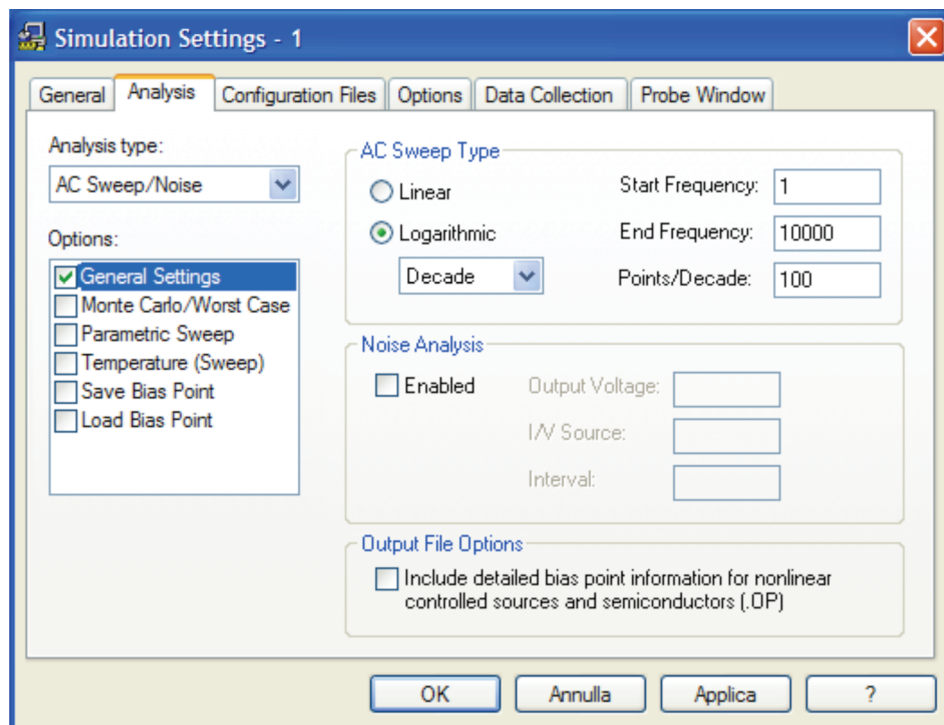 Simulation Settings - 1
General Analysis Configuration Files Options Data Collection Probe Window
Analysis type:
AC Sweep/Noise
Options:
General Settings
Monte Carlo/Worst Case
Parametric Sweep
Temperature (Sweep)
Save Bias Point
Load Bias Point
AC Sweep Type
Linear
Logarithmic
Decade
Start Frequency: 1
End Frequency: 10000
Points/Decade: 100
Noise Analysis
Enabled
Output Voltage:
I/V Source:
Interval:
Output File Options
Include detailed bias point information for nonlinear
controlled sources and semiconductors (.OP)
OK Annulla Applica ?